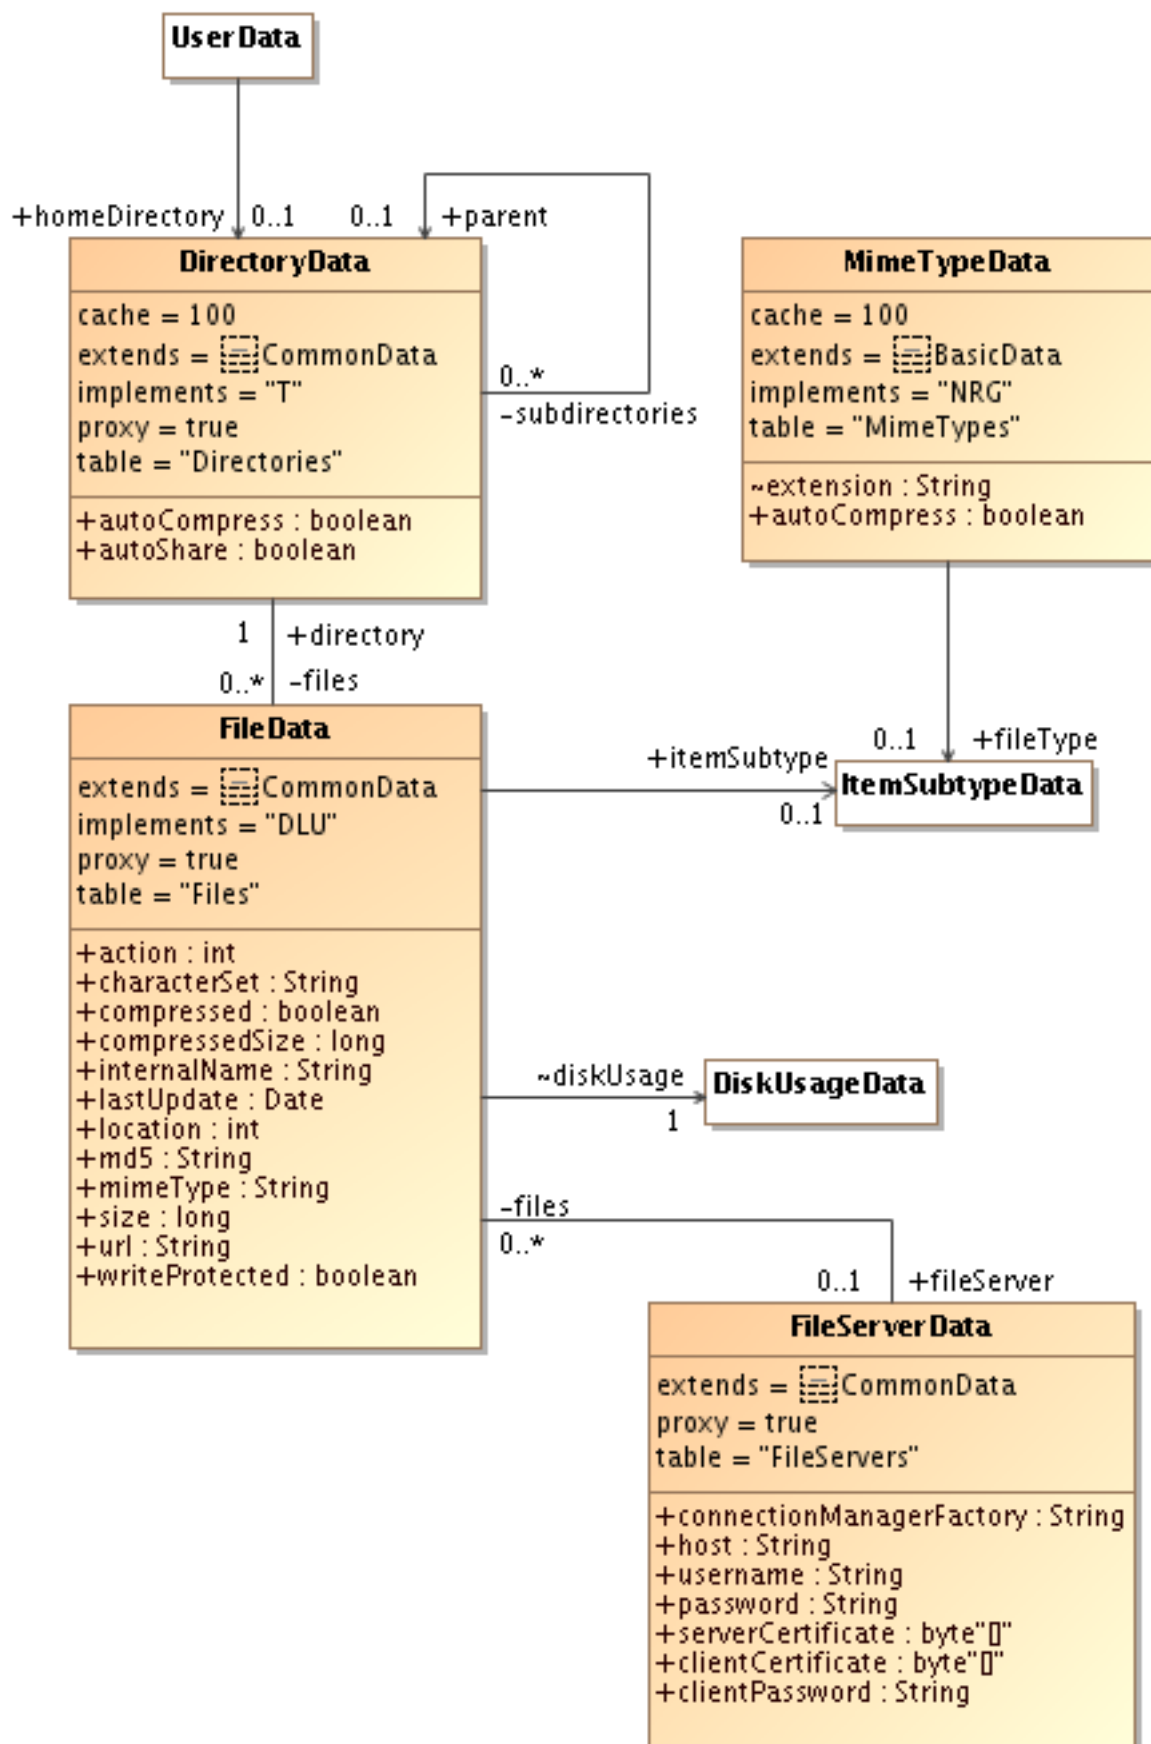 UserData
+homeDirectory 0..1 0..1 +parent
DirectoryData
cache = 100
extends = CommonData
implements = "T"
proxy = true
table = "Directories"
+autoCompress : boolean
+autoShare : boolean
0..*
-subdirectories
MimeTypeData
cache = 100
extends = BasicData
implements = "NRG"
table = "MimeTypes"
~extension : String
+autoCompress : boolean
1 +directory
0..* -files
FileData
extends = CommonData
implements = "DLU"
proxy = true
table = "Files"
+action : int
+characterSet : String
+compressed : boolean
+compressedSize : long
+internalName : String
+lastUpdate : Date
+location : int
+md5 : String
+mimeType : String
+size : long
+url : String
+writeProtected : boolean
0..1 +fileType
+itemSubtype
0..1
ItemSubtypeData
~diskUsage
1
DiskUsageData
-files
0..*
0..1 +fileServer
FileServerData
extends = CommonData
proxy = true
table = "FileServers"
+connectionManagerFactory : String
+host : String
+username : String
+password : String
+serverCertificate : byte"[]"
+clientCertificate : byte"[]"
+clientPassword : String